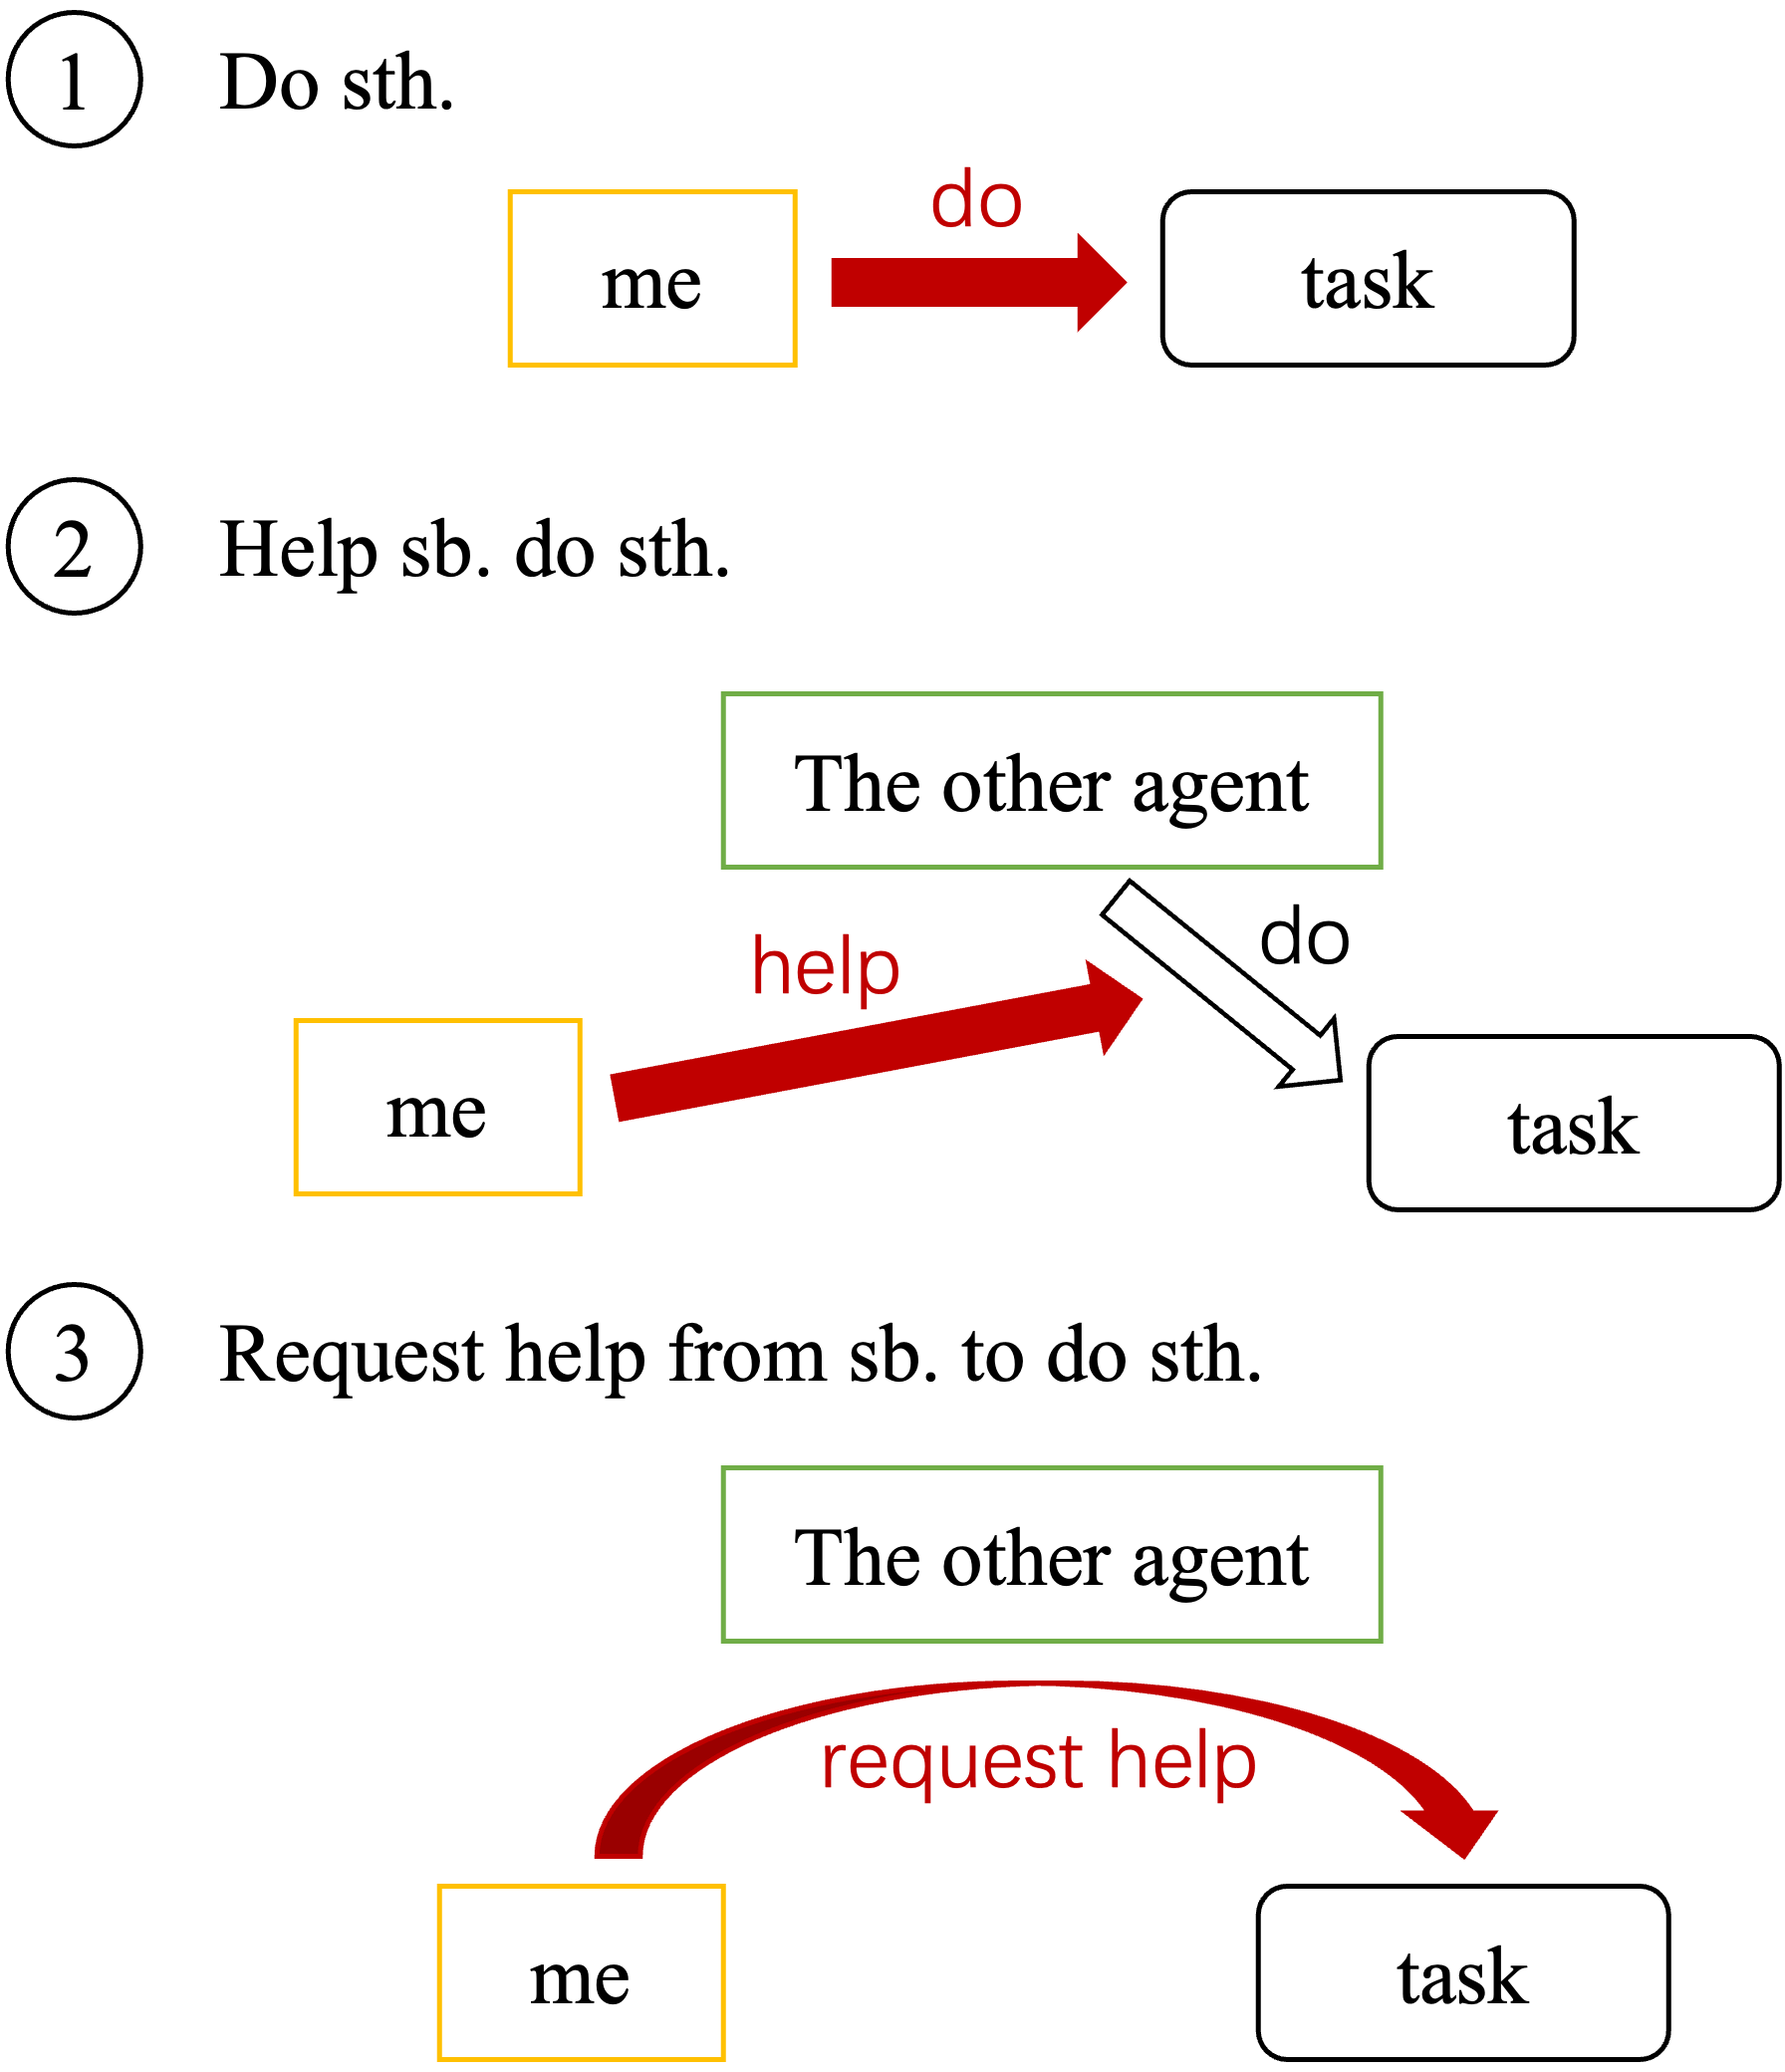 1 Do sth.
do
me
task
2 Help sb. do sth.
The other agent
do
help
me
task
3 Request help from sb. to do sth.
The other agent
request help
me
task